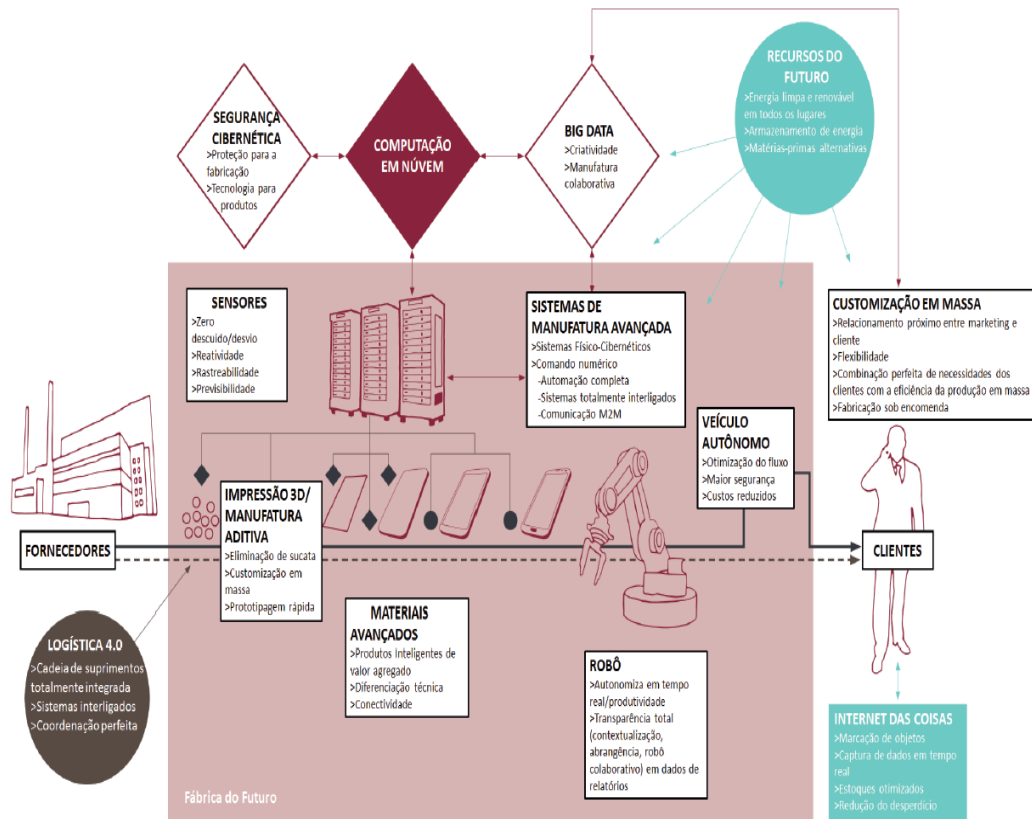 SEGURANÇA
CIBERNÉTICA
>Proteção para a
fabricação
>Tecnologia para
produtos
COMPUTAÇÃO
EM NÚVEM
BIG DATA
>Criatividade
>Manufatura
colaborativa
RECURSOS DO
FUTURO
>Energia limpa e renovável
em todos os lugares
>Armazenamento de energia
>Matérias-primas alternativas
SENSORES
>Zero
descuido/desvio
>Reatividade
>Rastreabilidade
>Previsibilidade
SISTEMAS DE
MANUFATURA AVANÇADA
>Sistemas Físico-Cibernéticos
>Comando numérico
-Automação completa
-Sistemas totalmente interligados
-Comunicação M2M
CUSTOMIZAÇÃO EM MASSA
>Relacionamento próximo entre marketing e
cliente
>Flexibilidade
>Combinação perfeita de necessidades dos
clientes com a eficiência da produção em massa
>Fabricação sob encomenda
VEÍCULO
AUTÔNOMO
>Otimização do fluxo
>Maior segurança
>Custos reduzidos
IMPRESSÃO 3D/
MANUFATURA
ADITIVA
>Eliminação de sucata
>Customização em
massa
>Prototipagem rápida
FORNECEDORES
CLIENTES
LOGÍSTICA 4.0
>Cadeia de suprimentos
totalmente integrada
>Sistemas interligados
>Coordenação perfeita
MATERIAIS
AVANÇADOS
>Produtos Inteligentes de
valor agregado
>Diferenciação técnica
>Conectividade
ROBÔ
>Autonomiza em tempo
real/produtividade
>Transparência total
(contextualização,
abrangência, robô
colaborativo) em dados de
relatórios
INTERNET DAS COISAS
>Marcação de objetos
>Captura de dados em tempo
real
>Estoques otimizados
>Redução do desperdício
Fábrica do Futuro